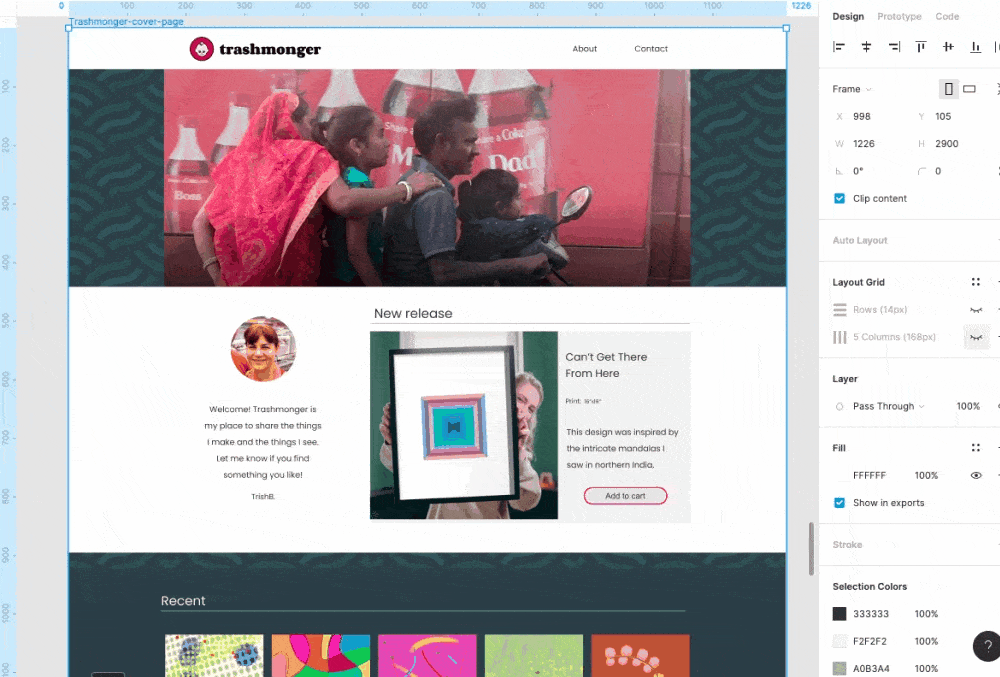 0 100 200 300 400 500 600 700 800 900 1000 1100 1226
Design Prototype Code
Trashmonger-cover-page
trashmonger
About Contact
Frame
X 998 Y 105
W 1226 H 2900
0° 0
Clip content
Auto Layout
Layout Grid
Rows (14px)
5 Columns (168px)
Layer
Pass Through 100%
Fill
FFFFFF 100%
Show in exports
Stroke
Selection Colors
333333 100%
F2F2F2 100%
A0B3A4 100%
?
100
200
300
400
500
600
700
800
900
1000
Share a
Share a Coke
Boss
M
Dad
New release
Can't Get There
From Here
Print:
This design was inspired by
the intricate mandalas I
saw in northern India.
Add to cart
Welcome! Trashmonger is
my place to share the things
I make and the things I see.
Let me know if you find
something you like!
TrishB.
Recent